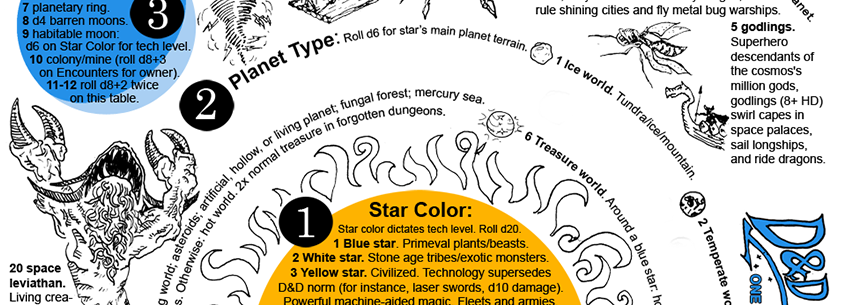 7 planetary ring.
8 d4 barren moons.
9 habitable moon:
d6 on Star Color for tech level.
10 colony/mine (roll d8+3
on Encounters for owner).
11-12 roll d8+2 twice
on this table.
3
rule shining cities and fly metal bug warships.
5 godlings.
Superhero
descendants of
the cosmos's
million gods,
godlings (8+ HD)
swirl capes in
space palaces,
sail longships,
and ride dragons.
2
Planet Type: Roll d6 for star's main planet terrain.
1 Ice world. Tundra/ice/mountain.
2 Temperate
planet; fungal forest; mercury sea.
world; asteroids; artificial, hollow, or living
s. Otherwise: hot world. 2x normal treasure in forgotten dungeons.
6 Treasure world. Around a blue star: h
1
Star Color:
Star color dictates tech level. Roll d20.
1 Blue star. Primeval plants/beasts.
2 White star. Stone age tribes/exotic monsters.
3 Yellow star. Civilized. Technology supersedes
D&D norm (for instance, laser swords, d10 damage).
Powerful machine-aided magic. Fleets and armies
20 space
leviathan.
Living crea-
D&D
ONE